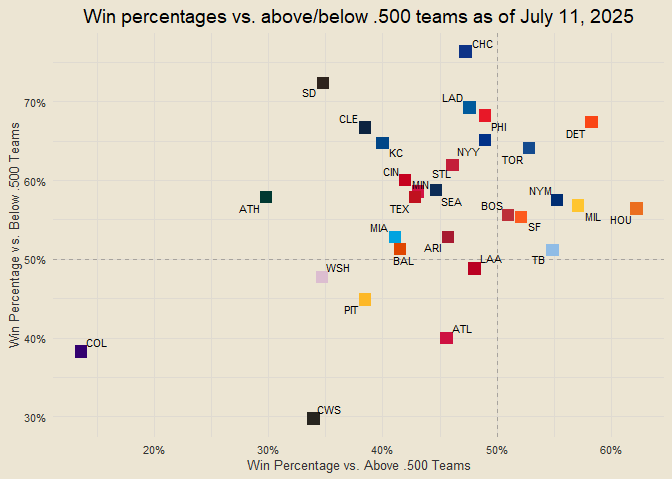 Win percentages vs. above/below .500 teams as of July 11, 2025
CHC
SD
70%
LAD
CLE
PHI
DET
KC
NYY
TOR
CIN
STL
60%
MIN
NYM
ATH
TEX
SEA
BOS
MIL
HOU
SF
MIA
ARI
BAL
TB
50%
WSH
LAA
PIT
40%
COL
ATL
30%
CWS
20%
30%
40%
50%
60%
Win Percentage vs. Above .500 Teams
Win Percentage vs. Below .500 Teams